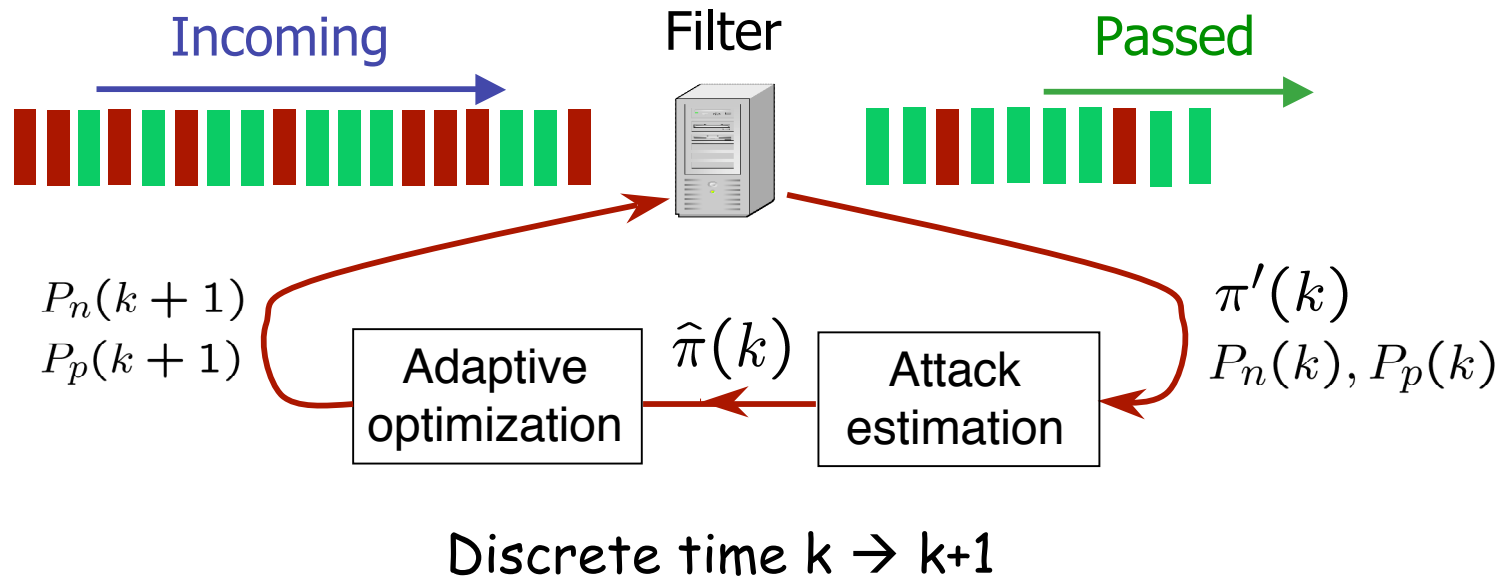 Incoming
Filter
Passed
P_n(k + 1)
P_p(k + 1)
Adaptive
optimization
π̂(k)
Attack
estimation
π′(k)
P_n(k), P_p(k)
Discrete time k → k+1